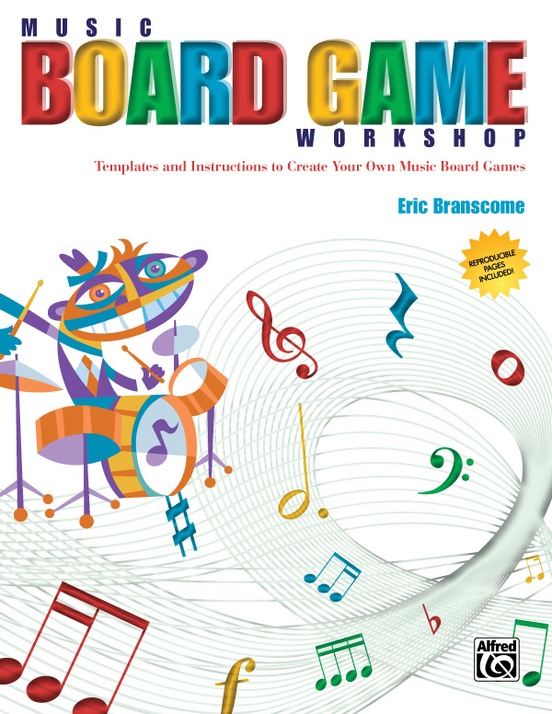 MUSIC
BOARD GAME
WORKSHOP
Templates and Instructions to Create Your Own Music Board Games
Eric Branscome
REPRODUCIBLE
PAGES
INCLUDED!
Alfred